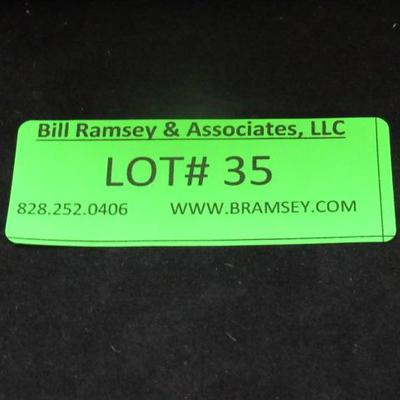 Bill Ramsey & Associates, LLC
LOT# 35
828.252.0406 WWW.BRAMSEY.COM